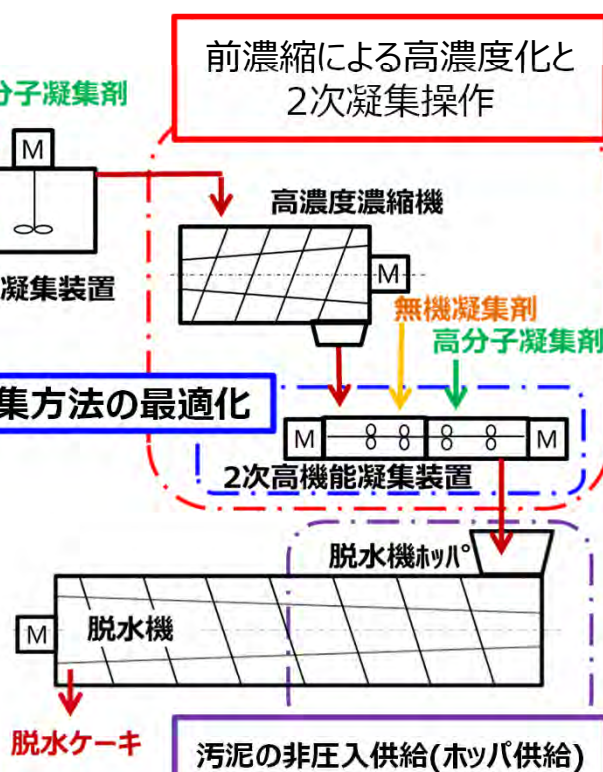 前濃縮による高濃度化と
2次凝集操作
分子凝集剤
M
高濃度濃縮機
M
凝集装置
無機凝集剤
高分子凝集剤
集方法の最適化
M
M
2次高機能凝集装置
脱水機ﾎｯﾊﾟ
M
脱水機
脱水ケーキ
汚泥の非圧入供給(ホッパ供給)